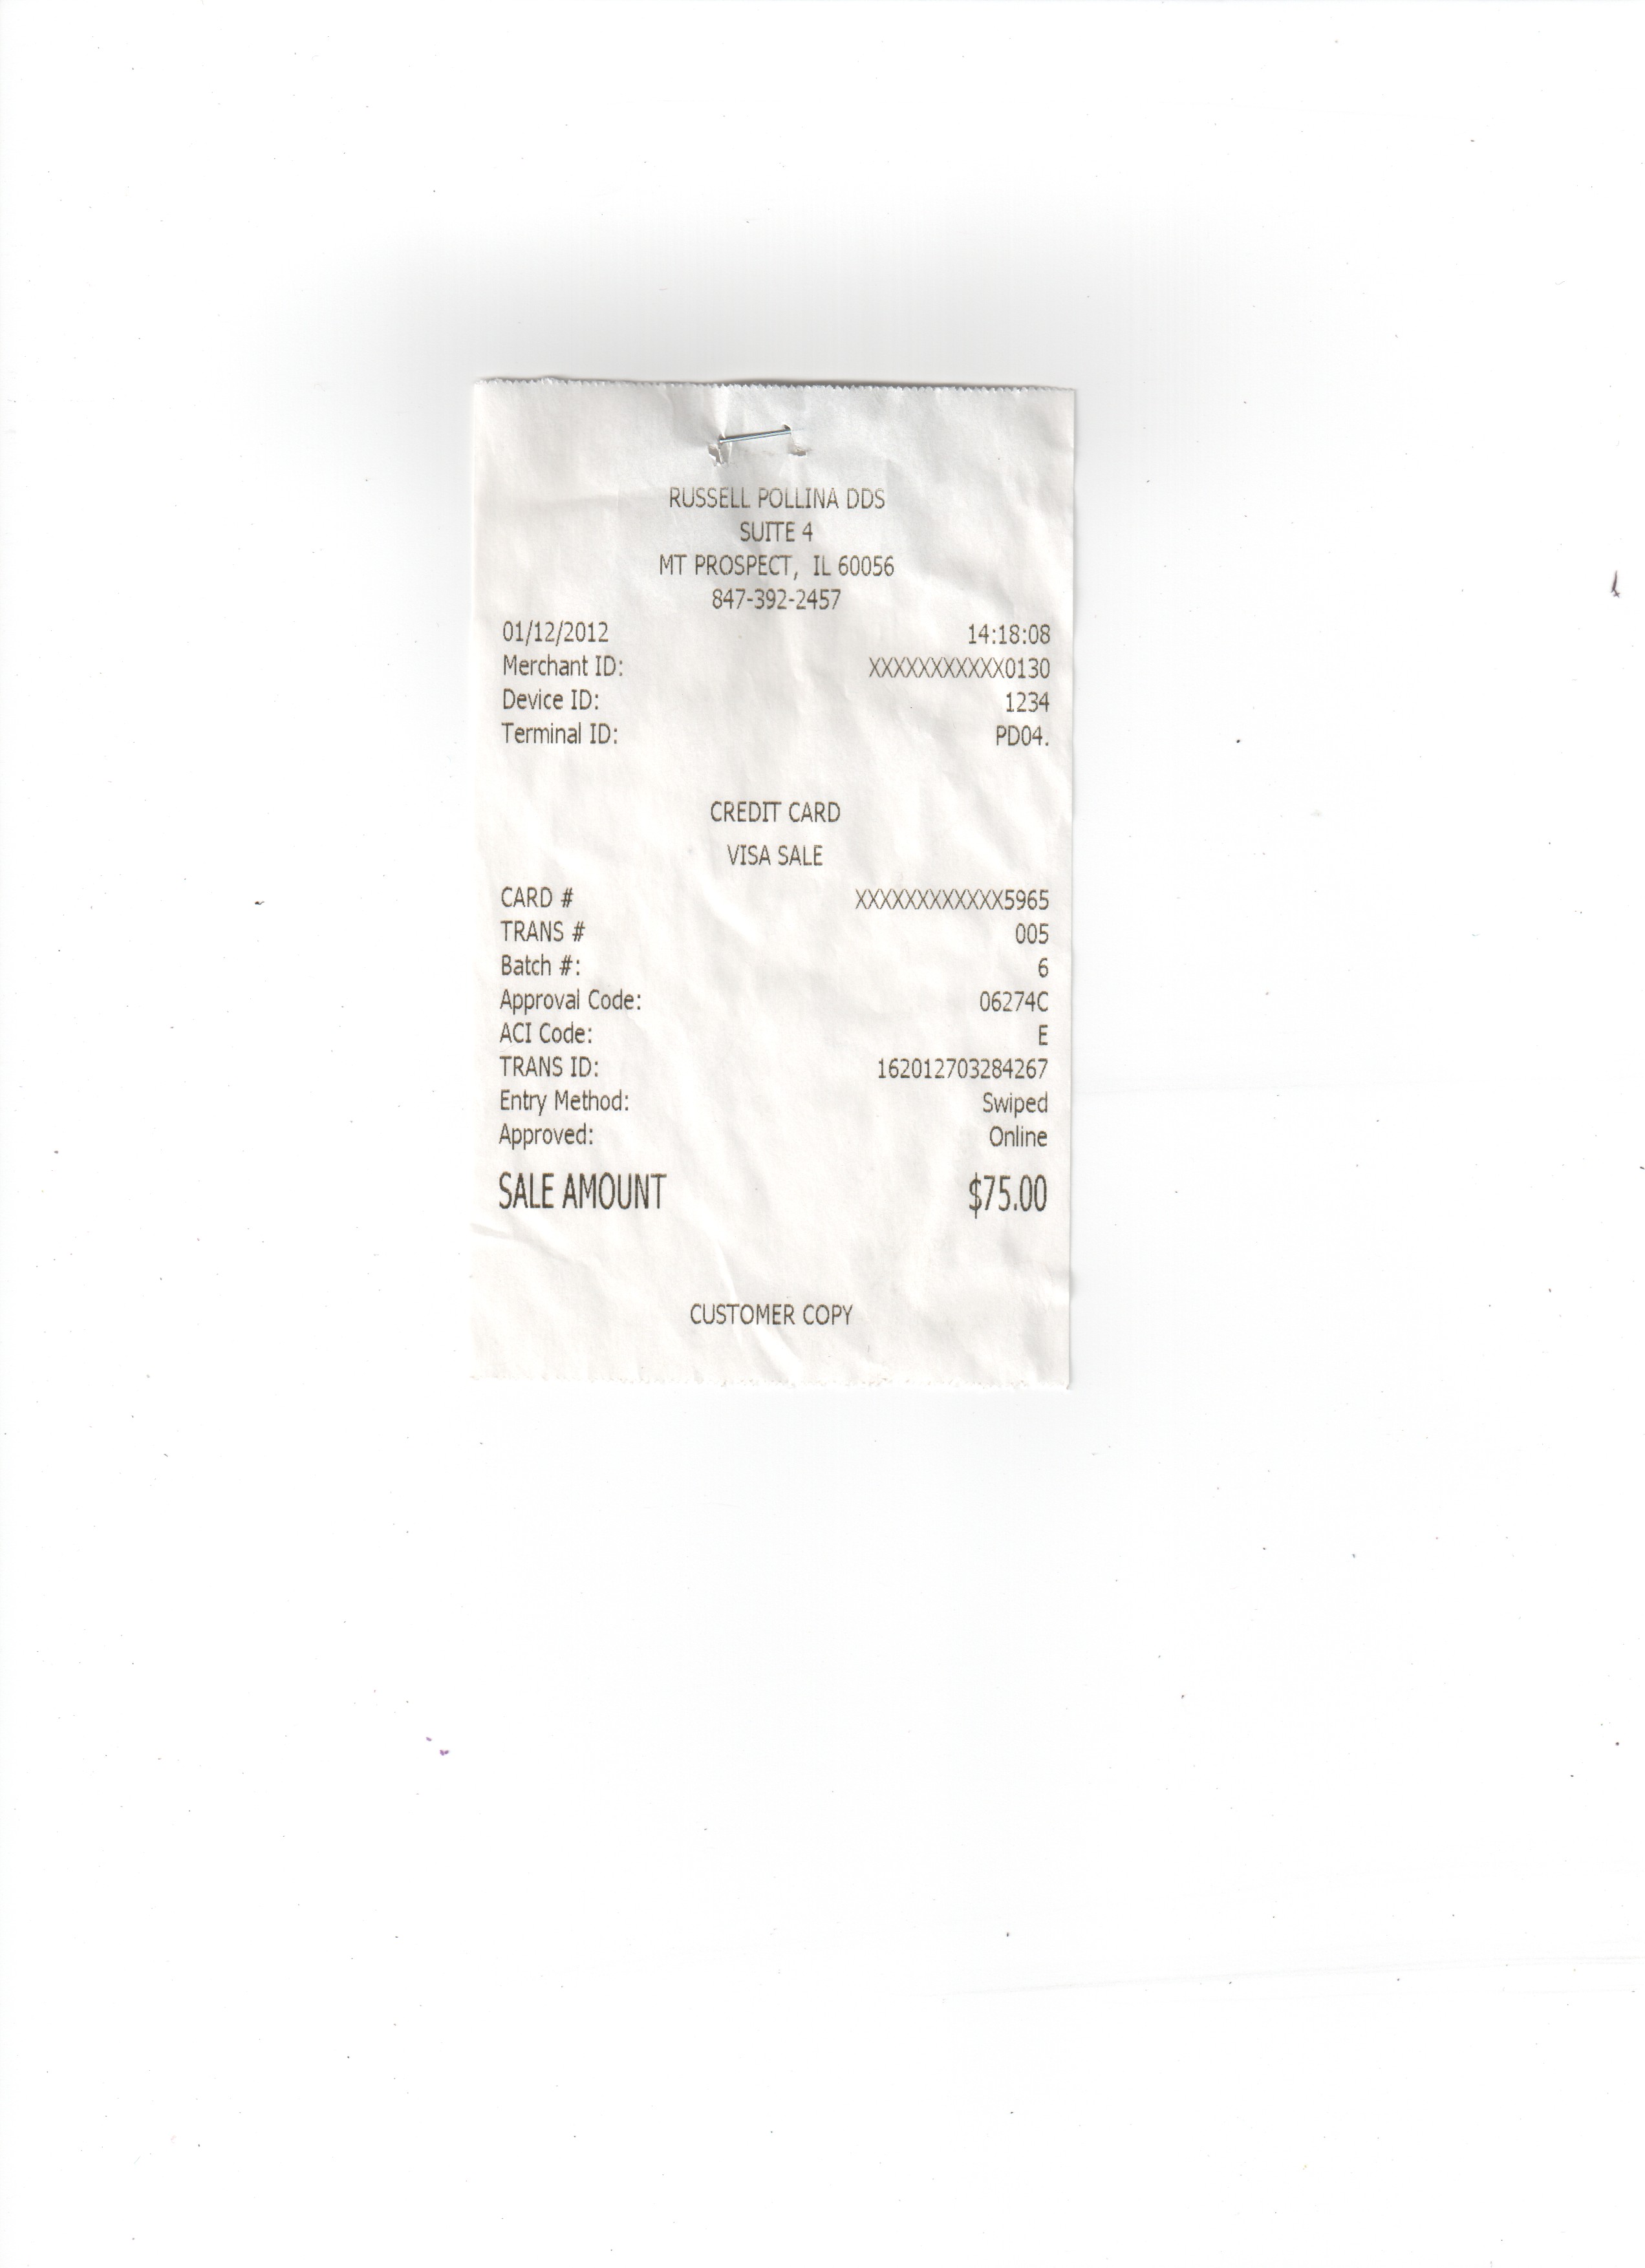 RUSSELL POLLINA DDS
SUITE 4
MT PROSPECT, IL 60056
847-392-2457
01/12/2012 14:18:08
Merchant ID: XXXXXXXXXXX0130
Device ID: 1234
Terminal ID: PD04.
CREDIT CARD
VISA SALE
CARD # XXXXXXXXXXXX5965
TRANS # 005
Batch #: 6
Approval Code: 06274C
ACI Code: E
TRANS ID: 162012703284267
Entry Method: Swiped
Approved: Online
SALE AMOUNT $75.00
CUSTOMER COPY